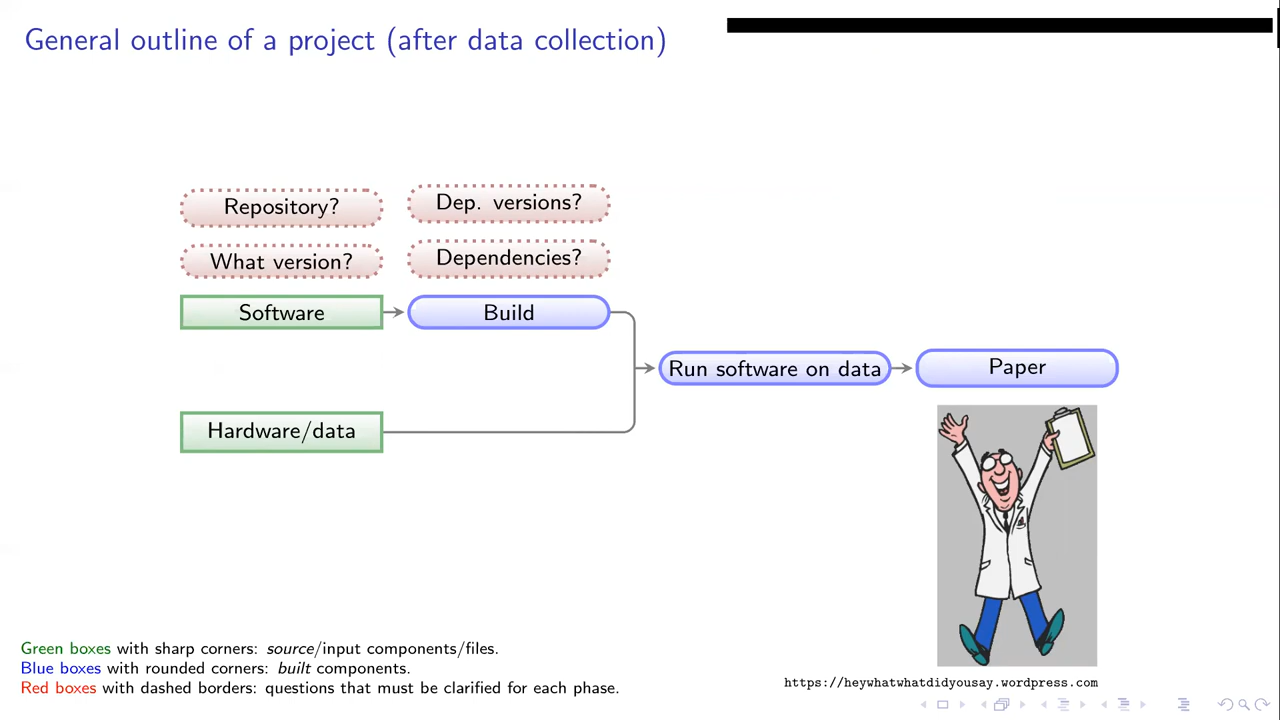 General outline of a project (after data collection)
Repository?
Dep. versions?
What version?
Dependencies?
Software
Build
Run software on data
Paper
Hardware/data
Green boxes with sharp corners: source/input components/files.
Blue boxes with rounded corners: built components.
Red boxes with dashed borders: questions that must be clarified for each phase.
https://heywhatwhatdidyousay.wordpress.com